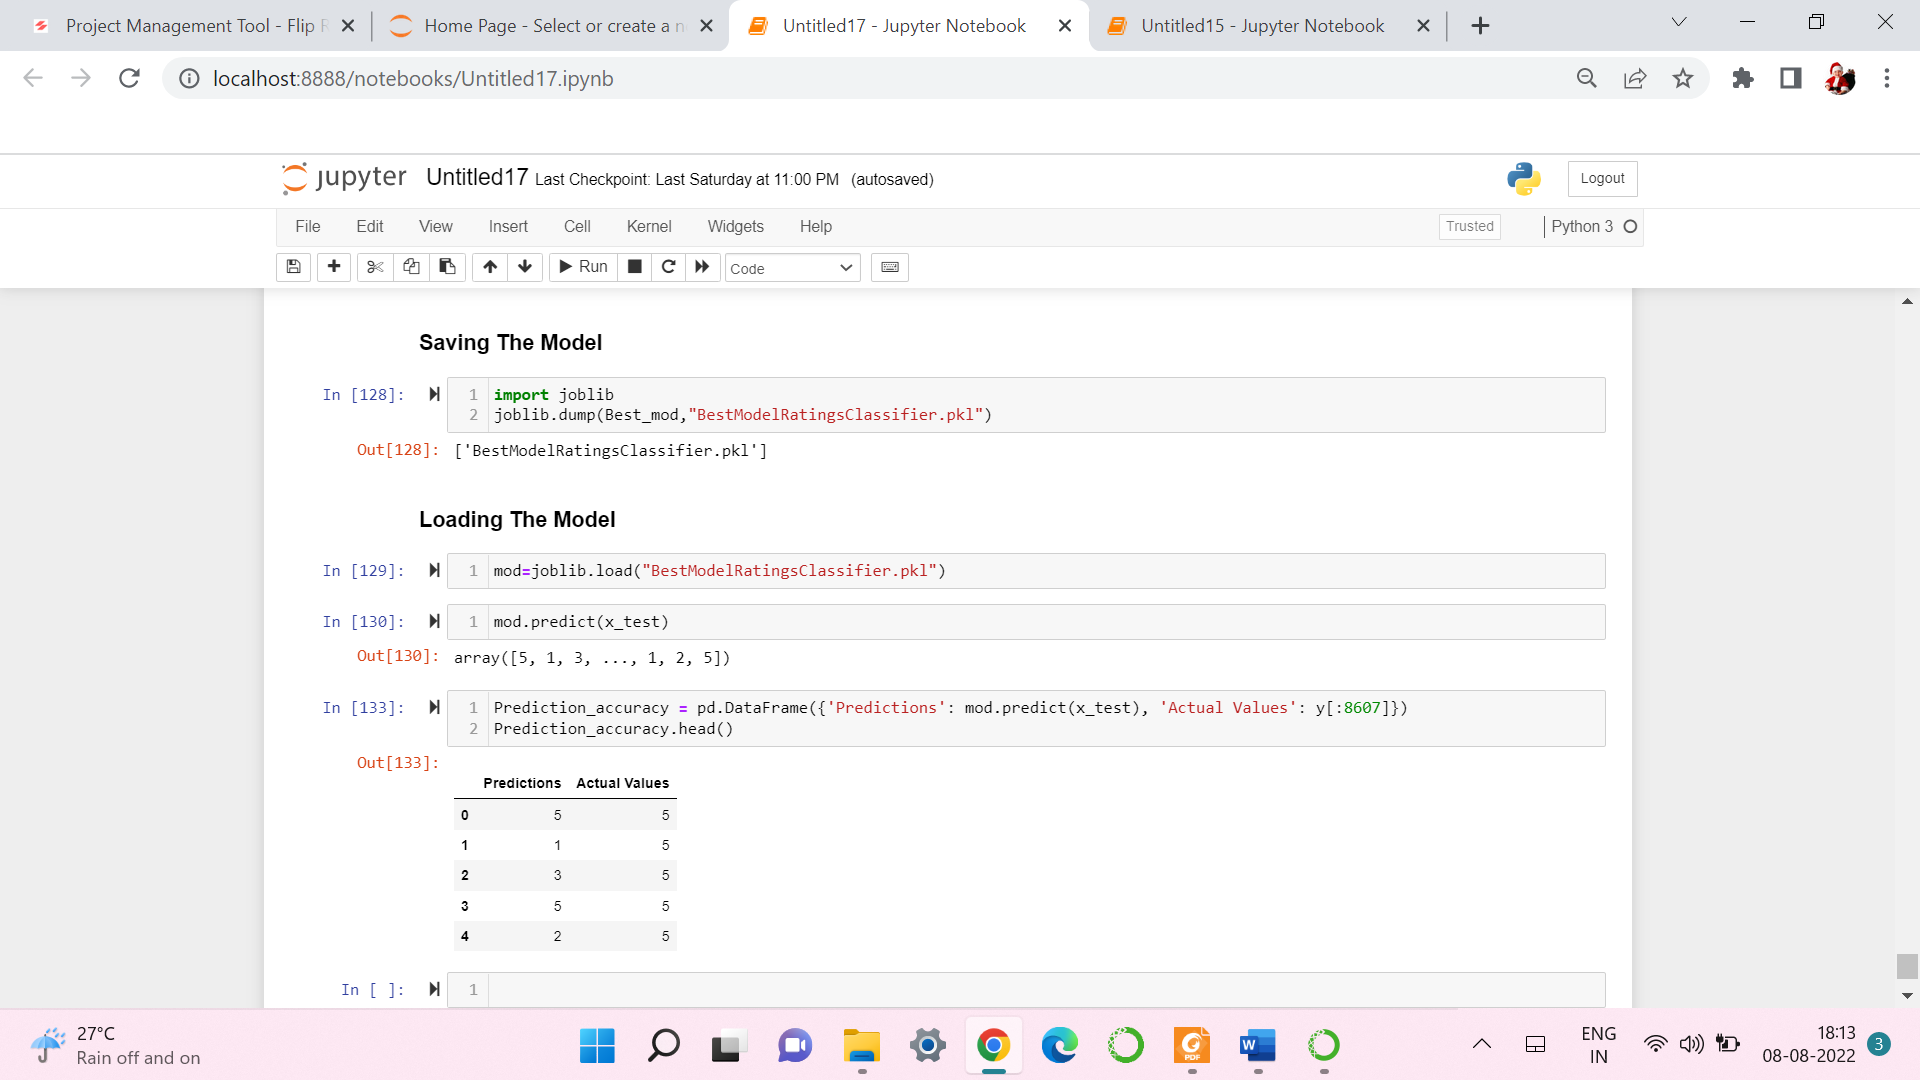 Project Management Tool - Flip R
Home Page - Select or create a n
Untitled17 - Jupyter Notebook
Untitled15 - Jupyter Notebook
localhost:8888/notebooks/Untitled17.ipynb
jupyter Untitled17 Last Checkpoint: Last Saturday at 11:00 PM (autosaved)
Logout
File Edit View Insert Cell Kernel Widgets Help
Trusted
Python 3
Run
Code
Saving The Model
In [128]:
1 import joblib
2 joblib.dump(Best_mod,"BestModelRatingsClassifier.pkl")
Out[128]: ['BestModelRatingsClassifier.pkl']
Loading The Model
In [129]: 1 mod=joblib.load("BestModelRatingsClassifier.pkl")
In [130]: 1 mod.predict(x_test)
Out[130]: array([5, 1, 3, ..., 1, 2, 5])
In [133]: 1 Prediction_accuracy = pd.DataFrame({'Predictions': mod.predict(x_test), 'Actual Values': y[:8607]})
2 Prediction_accuracy.head()
Out[133]:
Predictions Actual Values
0 5 5
1 1 5
2 3 5
3 5 5
4 2 5
In [ ]: 1
27°C
Rain off and on
PDF
W
ENG
IN
18:13
08-08-2022
3